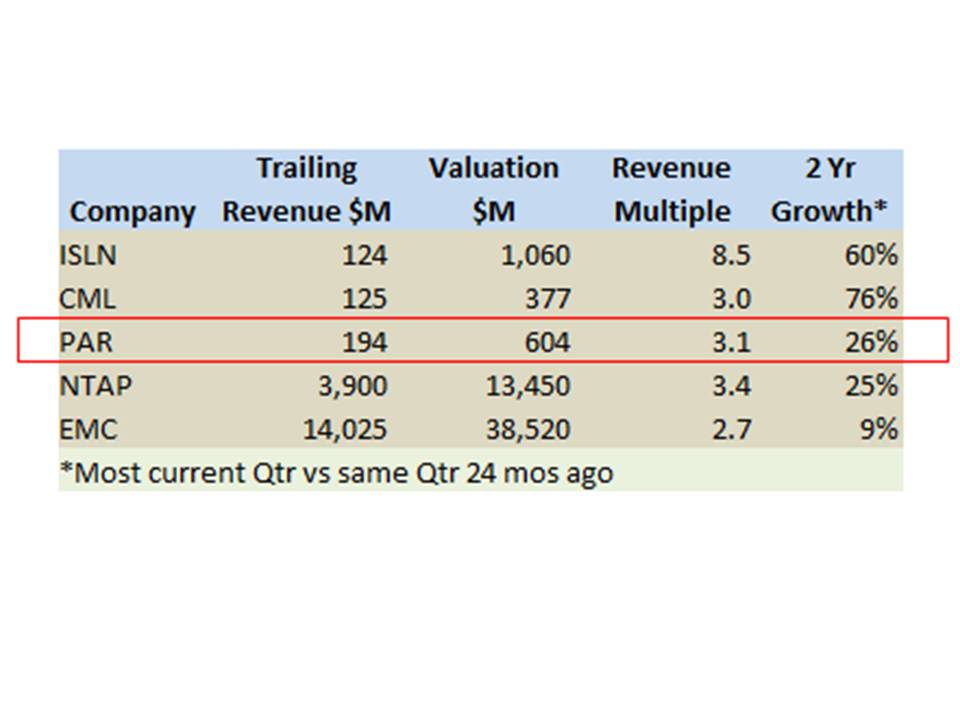 Trailing Valuation Revenue 2 Yr
Company Revenue $M $M Multiple Growth*
ISLN 124 1,060 8.5 60%
CML 125 377 3.0 76%
PAR 194 604 3.1 26%
NTAP 3,900 13,450 3.4 25%
EMC 14,025 38,520 2.7 9%
*Most current Qtr vs same Qtr 24 mos ago